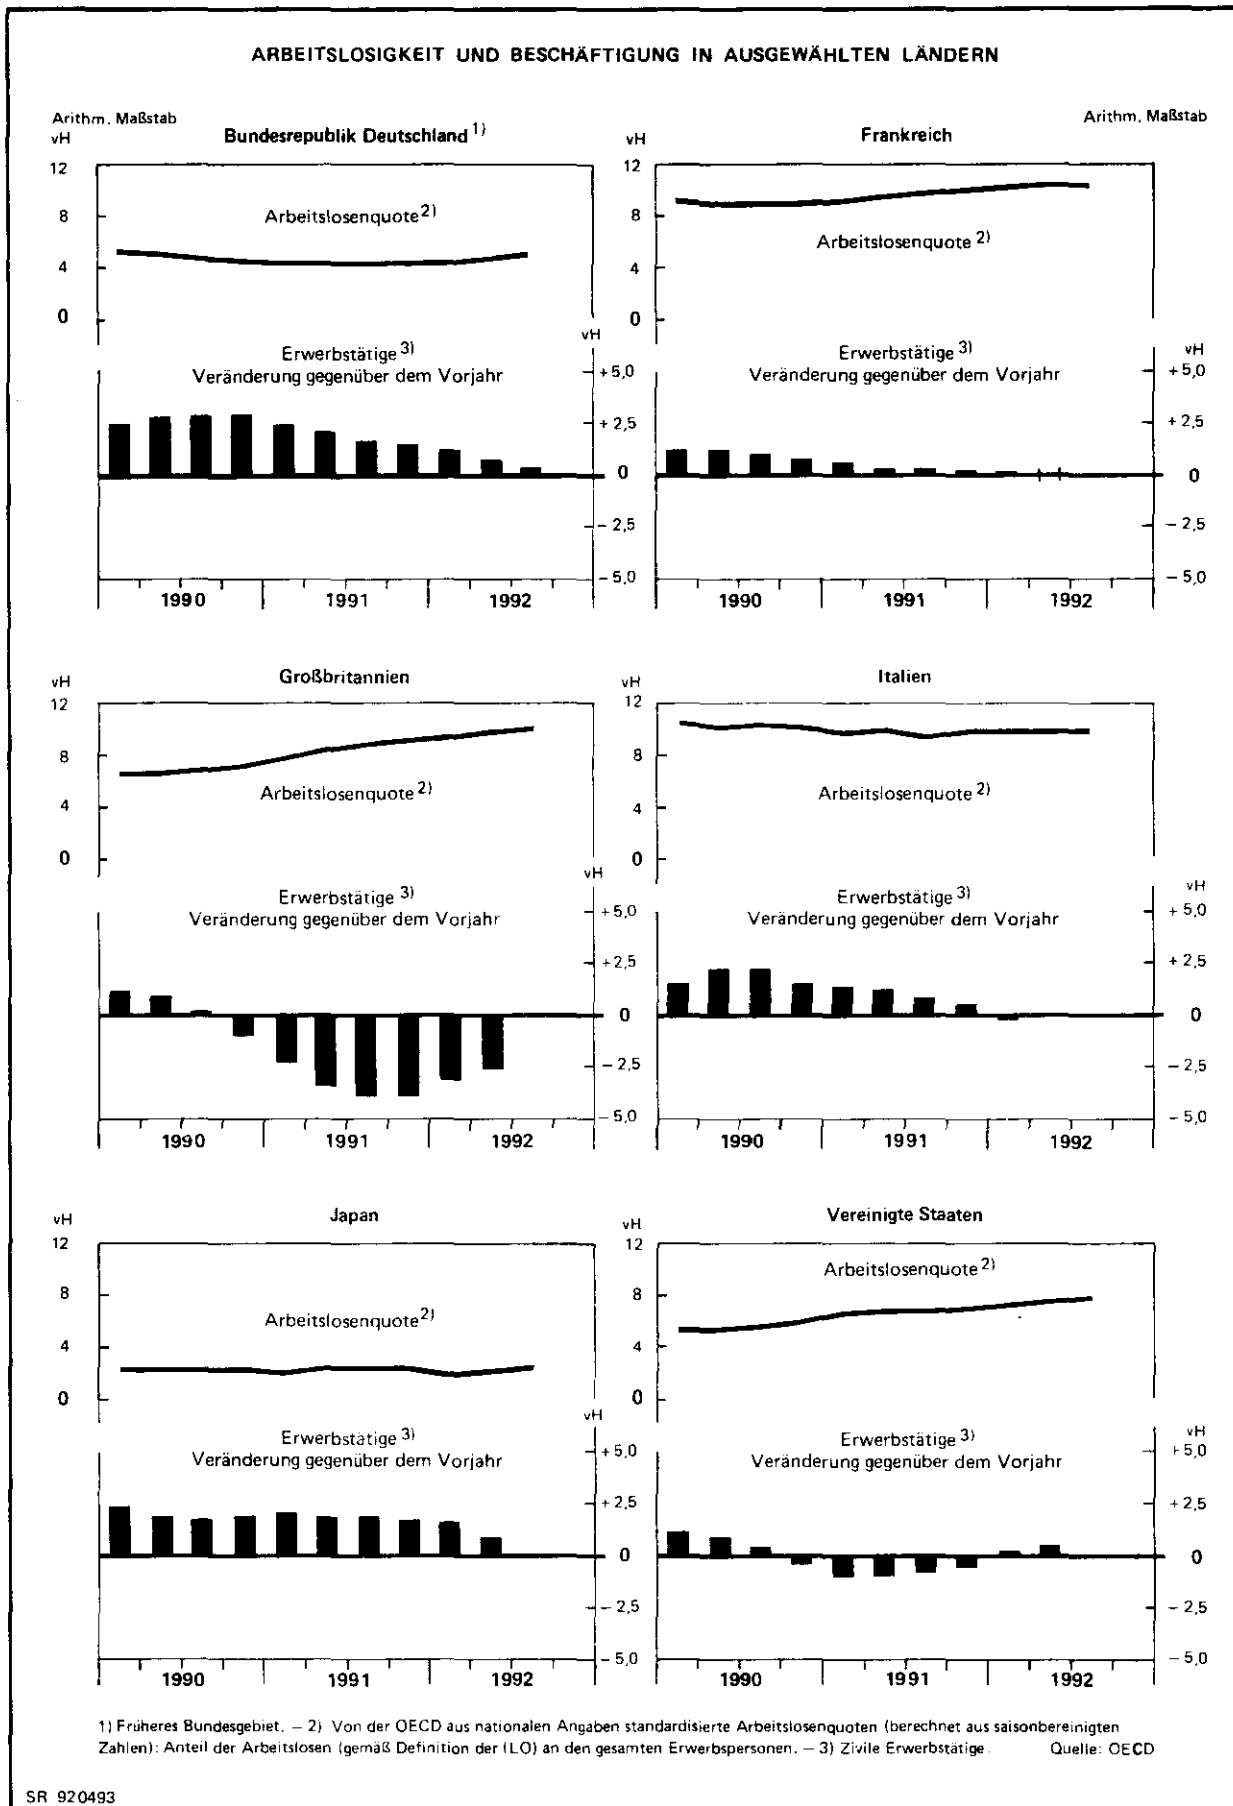 ARBEITSLOSIGKEIT UND BESCHÄFTIGUNG IN AUSGEWÄHLTEN LÄNDERN
Arithm. Maßstab
Arithm. Maßstab
vH
Bundesrepublik Deutschland 1)
12
8
4
0
Arbeitslosenquote 2)
vH
Erwerbstätige 3)
Veränderung gegenüber dem Vorjahr
+ 5,0
+ 2,5
0
– 2,5
– 5,0
1990
1991
1992
vH
Frankreich
12
8
4
0
Arbeitslosenquote 2)
vH
Erwerbstätige 3)
Veränderung gegenüber dem Vorjahr
+ 5,0
+ 2,5
0
– 2,5
– 5,0
1990
1991
1992
vH
Großbritannien
12
8
4
0
Arbeitslosenquote 2)
vH
Erwerbstätige 3)
Veränderung gegenüber dem Vorjahr
+ 5,0
+ 2,5
0
– 2,5
– 5,0
1990
1991
1992
vH
Italien
12
8
4
0
Arbeitslosenquote 2)
vH
Erwerbstätige 3)
Veränderung gegenüber dem Vorjahr
+ 5,0
+ 2,5
0
– 2,5
– 5,0
1990
1991
1992
vH
Japan
12
8
4
0
Arbeitslosenquote 2)
vH
Erwerbstätige 3)
Veränderung gegenüber dem Vorjahr
+ 5,0
+ 2,5
0
– 2,5
– 5,0
1990
1991
1992
vH
Vereinigte Staaten
12
8
4
0
Arbeitslosenquote 2)
vH
Erwerbstätige 3)
Veränderung gegenüber dem Vorjahr
+ 5,0
+ 2,5
0
– 2,5
– 5,0
1990
1991
1992
1) Früheres Bundesgebiet. – 2) Von der OECD aus nationalen Angaben standardisierte Arbeitslosenquoten (berechnet aus saisonbereinigten
Zahlen): Anteil der Arbeitslosen (gemäß Definition der ILO) an den gesamten Erwerbspersonen. – 3) Zivile Erwerbstätige. Quelle: OECD
SR 920493